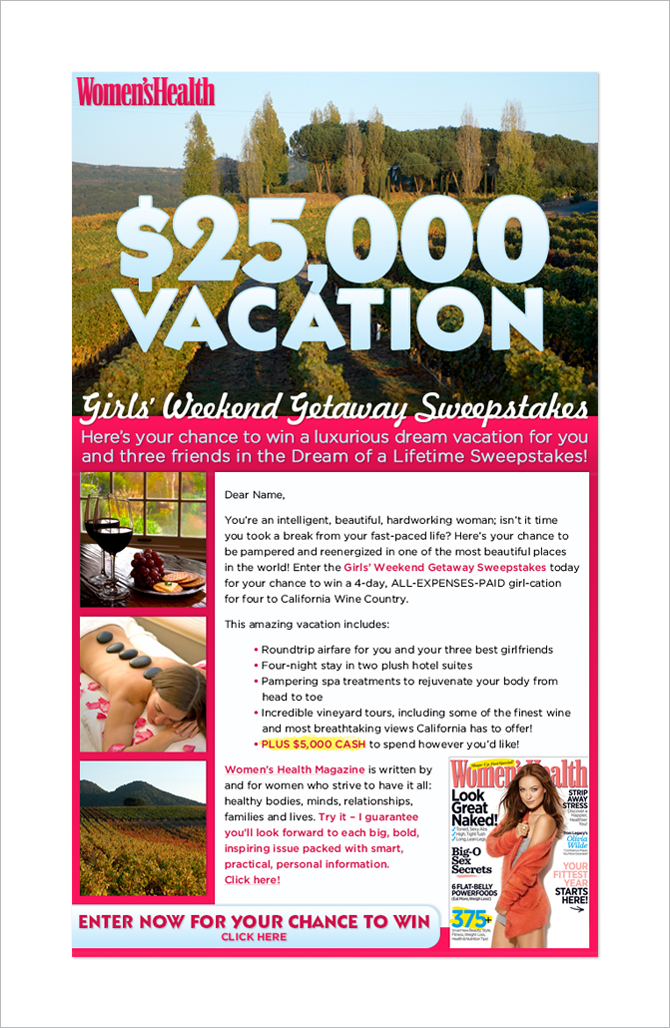 Women'sHealth
$25,000
VACATION
Girls' Weekend Getaway Sweepstakes
Here's your chance to win a luxurious dream vacation for you
and three friends in the Dream of a Lifetime Sweepstakes!
Dear Name,
You're an intelligent, beautiful, hardworking woman; isn't it time
you took a break from your fast-paced life? Here's your chance to
be pampered and reenergized in one of the most beautiful places
in the world! Enter the Girls' Weekend Getaway Sweepstakes today
for your chance to win a 4-day, ALL-EXPENSES-PAID girl-cation
for four to California Wine Country.
This amazing vacation includes:
• Roundtrip airfare for you and your three best girlfriends
• Four-night stay in two plush hotel suites
• Pampering spa treatments to rejuvenate your body from
head to toe
• Incredible vineyard tours, including some of the finest wine
and most breathtaking views California has to offer!
• PLUS $5,000 CASH to spend however you'd like!
Women's Health Magazine is written by
and for women who strive to have it all:
healthy bodies, minds, relationships,
families and lives. Try it – I guarantee
you'll look forward to each big, bold,
inspiring issue packed with smart,
practical, personal information.
Click here!
Women'sHealth
Look
Great
Naked!
Big-O
Sex
Secrets
6 FLAT-BELLY
POWERFOODS
(Eat More, Weigh Less!)
375+
STRIP
AWAY
STRESS
Discover a
Happier,
Healthier
You!
Olivia
Wilde
YOUR
FITTEST
YEAR
STARTS
HERE!
ENTER NOW FOR YOUR CHANCE TO WIN
CLICK HERE